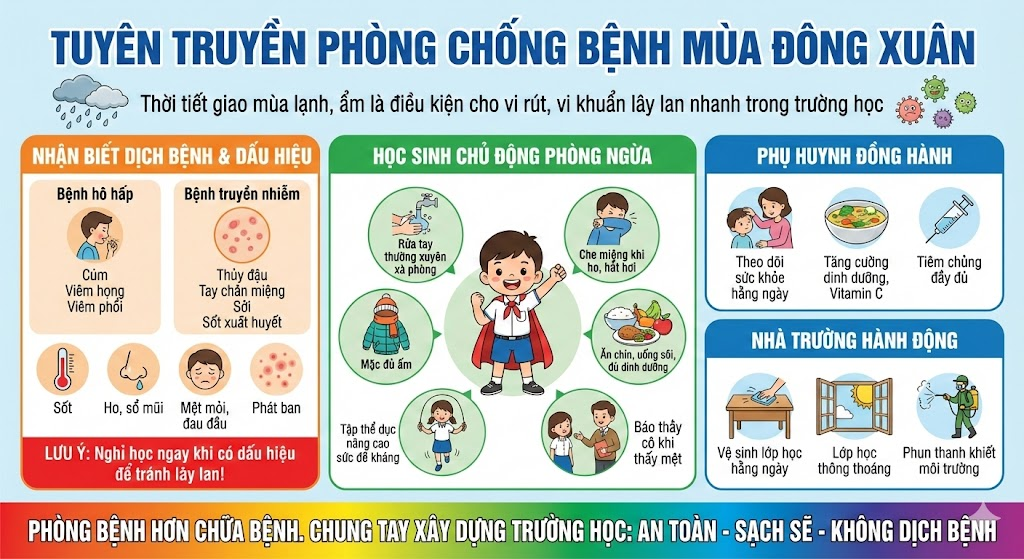 TUYÊN TRUYỀN PHÒNG CHỐNG BỆNH MÙA ĐÔNG XUÂN
Thời tiết giao mùa lạnh, ẩm là điều kiện cho vi rút, vi khuẩn lây lan nhanh trong trường học
NHẬN BIẾT DỊCH BỆNH & DẤU HIỆU
Bệnh hô hấp
Cúm
Viêm họng
Viêm phổi
Bệnh truyền nhiễm
Thủy đậu
Tay chân miệng
Sởi
Sốt xuất huyết
Sốt
Ho, sổ mũi
Mệt mỏi,
đau đầu
Phát ban
LƯU Ý: Nghỉ học ngay khi có dấu hiệu
để tránh lây lan!
HỌC SINH CHỦ ĐỘNG PHÒNG NGỪA
Rửa tay
thường xuyên
xà phòng
Che miệng khi
ho, hắt hơi
Mặc đủ ấm
Ăn chín, uống sôi,
đủ dinh dưỡng
Tập thể dục
nâng cao
sức đề kháng
Báo thầy
cô khi
thấy mệt
PHỤ HUYNH ĐỒNG HÀNH
Theo dõi
sức khỏe
hằng ngày
Tăng cường
dinh dưỡng,
Vitamin C
Tiêm chủng
đầy đủ
NHÀ TRƯỜNG HÀNH ĐỘNG
Vệ sinh lớp học
hằng ngày
Lớp học
thông thoáng
Phun thanh khiết
môi trường
PHÒNG BỆNH HƠN CHỮA BỆNH. CHUNG TAY XÂY DỰNG TRƯỜNG HỌC: AN TOÀN - SẠCH SẼ - KHÔNG DỊCH BỆNH